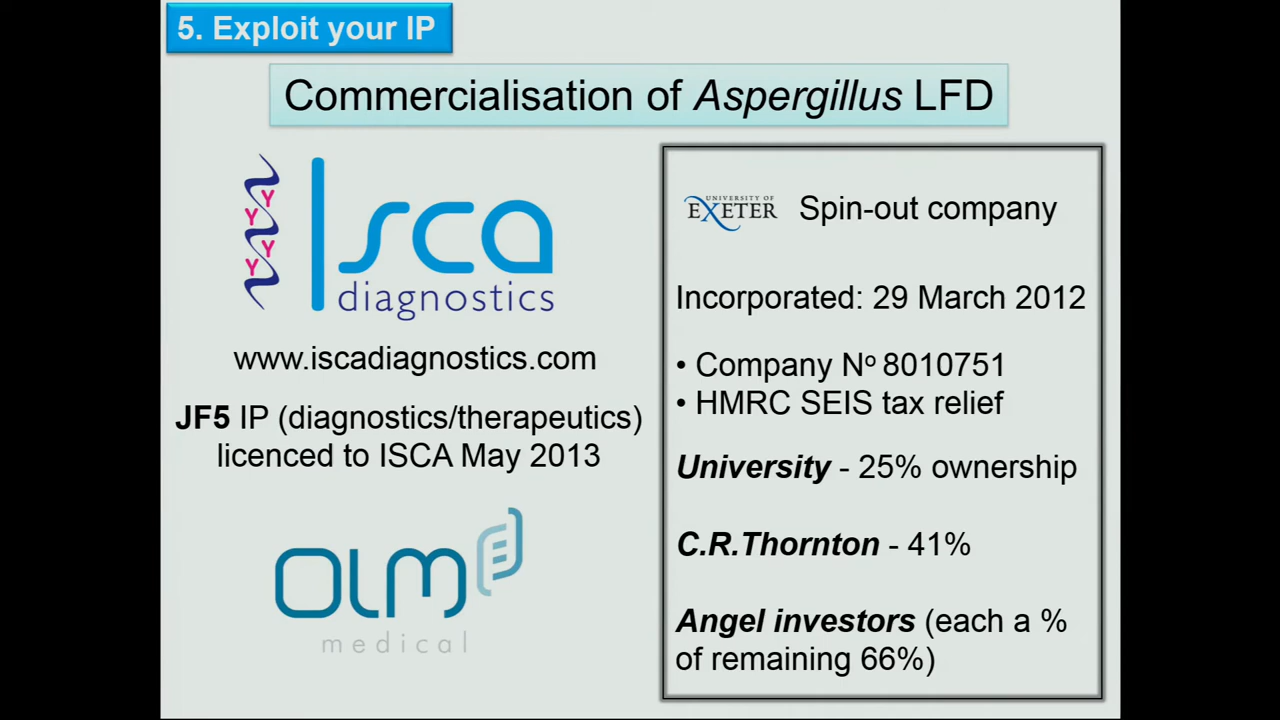 5. Exploit your IP
Commercialisation of Aspergillus LFD
Isca
diagnostics
www.iscadiagnostics.com
JF5 IP (diagnostics/therapeutics)
licenced to ISCA May 2013
OLM
medical
UNIVERSITY OF
EXETER
Spin-out company
Incorporated: 29 March 2012
• Company Nº 8010751
• HMRC SEIS tax relief
University - 25% ownership
C.R.Thornton - 41%
Angel investors (each a %
of remaining 66%)